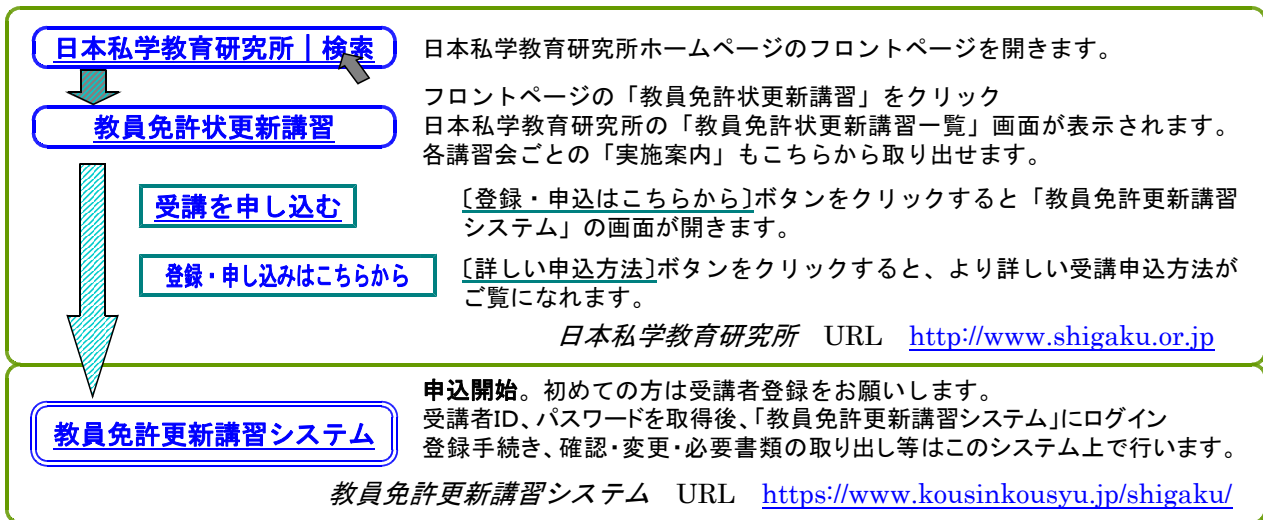 日本私学教育研究所｜検索
日本私学教育研究所ホームページのフロントページを開きます。
教員免許状更新講習
フロントページの「教員免許状更新講習」をクリック
日本私学教育研究所の「教員免許状更新講習一覧」画面が表示されます。
各講習会ごとの「実施案内」もこちらから取り出せます。
受講を申し込む
〔登録・申込はこちらから〕ボタンをクリックすると「教員免許更新講習
システム」の画面が開きます。
登録・申し込みはこちらから
〔詳しい申込方法〕ボタンをクリックすると、より詳しい受講申込方法が
ご覧になれます。
日本私学教育研究所　URL　http://www.shigaku.or.jp
教員免許更新講習システム
申込開始。初めての方は受講者登録をお願いします。
受講者ID、パスワードを取得後、「教員免許更新講習システム」にログイン
登録手続き、確認・変更・必要書類の取り出し等はこのシステム上で行います。
教員免許更新講習システム　URL　https://www.kousinkousyu.jp/shigaku/